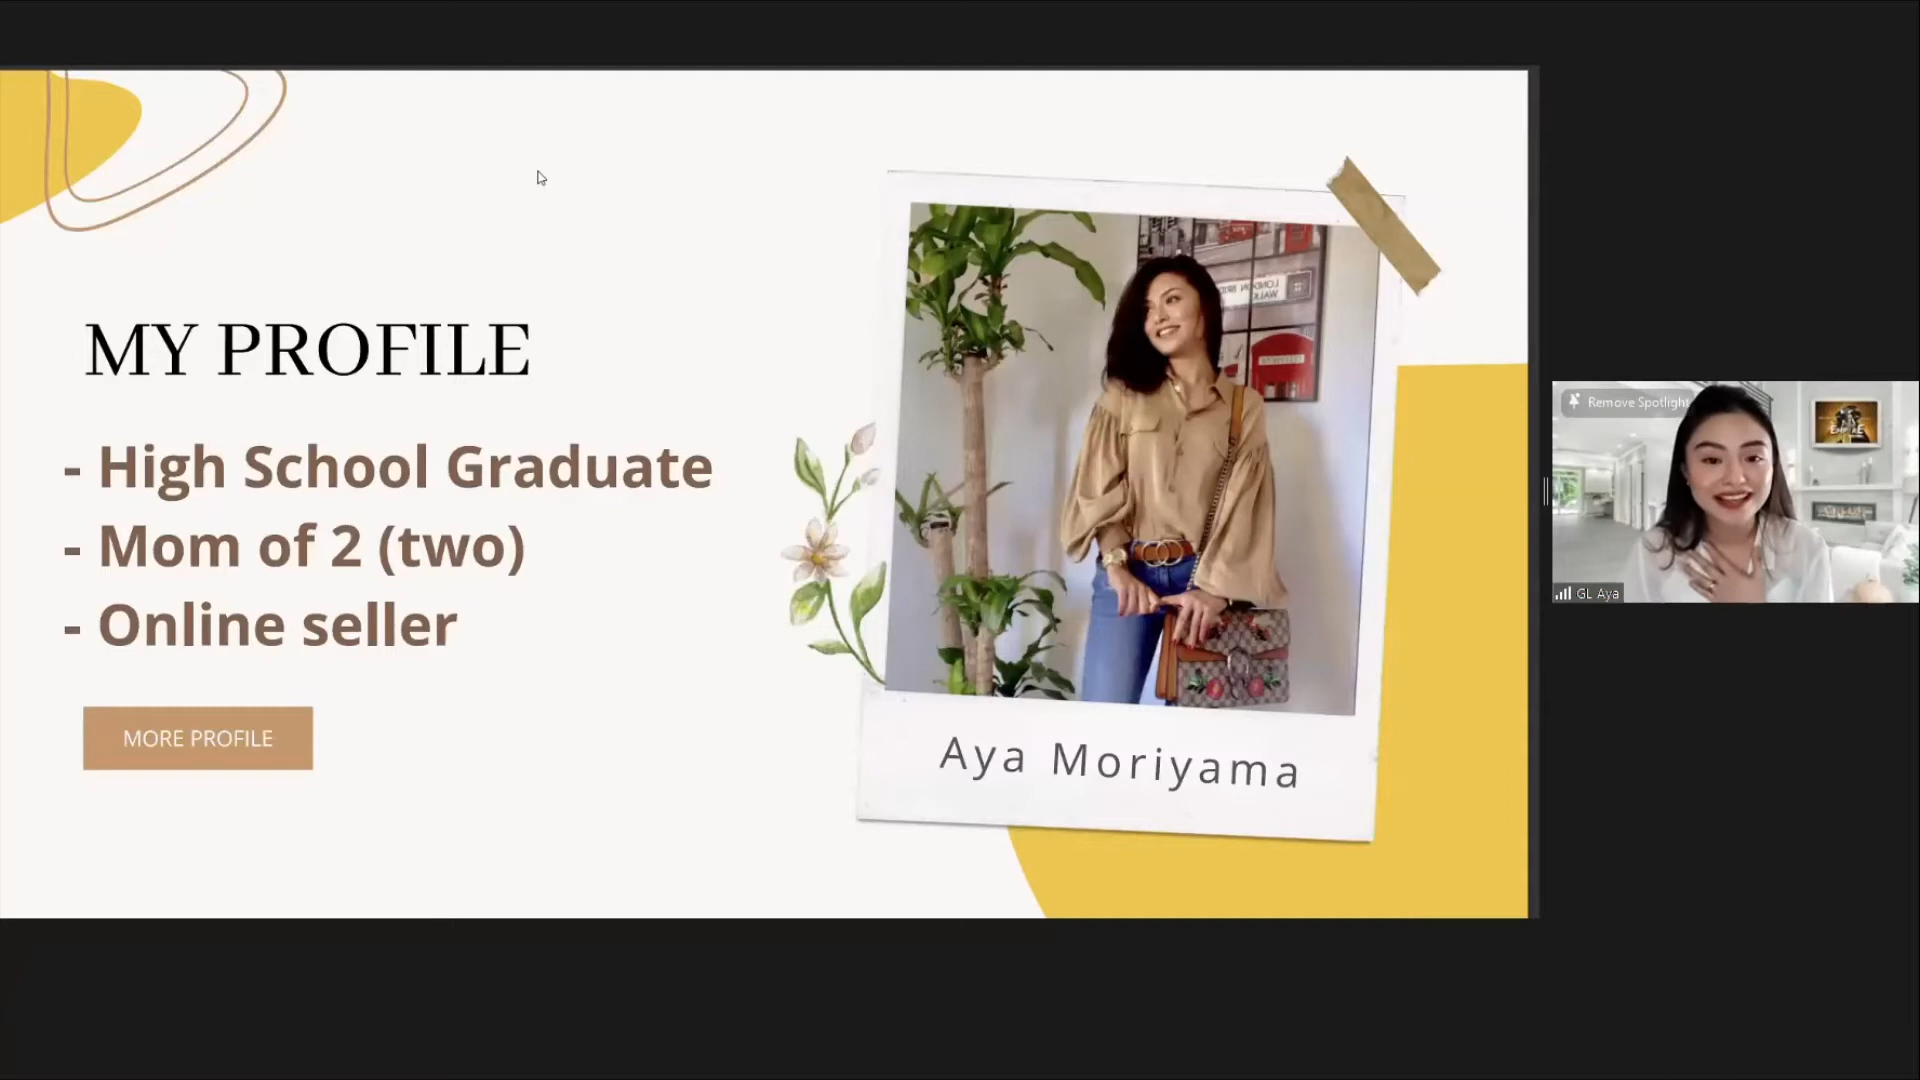 MY PROFILE
- High School Graduate
- Mom of 2 (two)
- Online seller
MORE PROFILE
Aya Moriyama
Remove Spotlight
EMPIRE
GL Aya